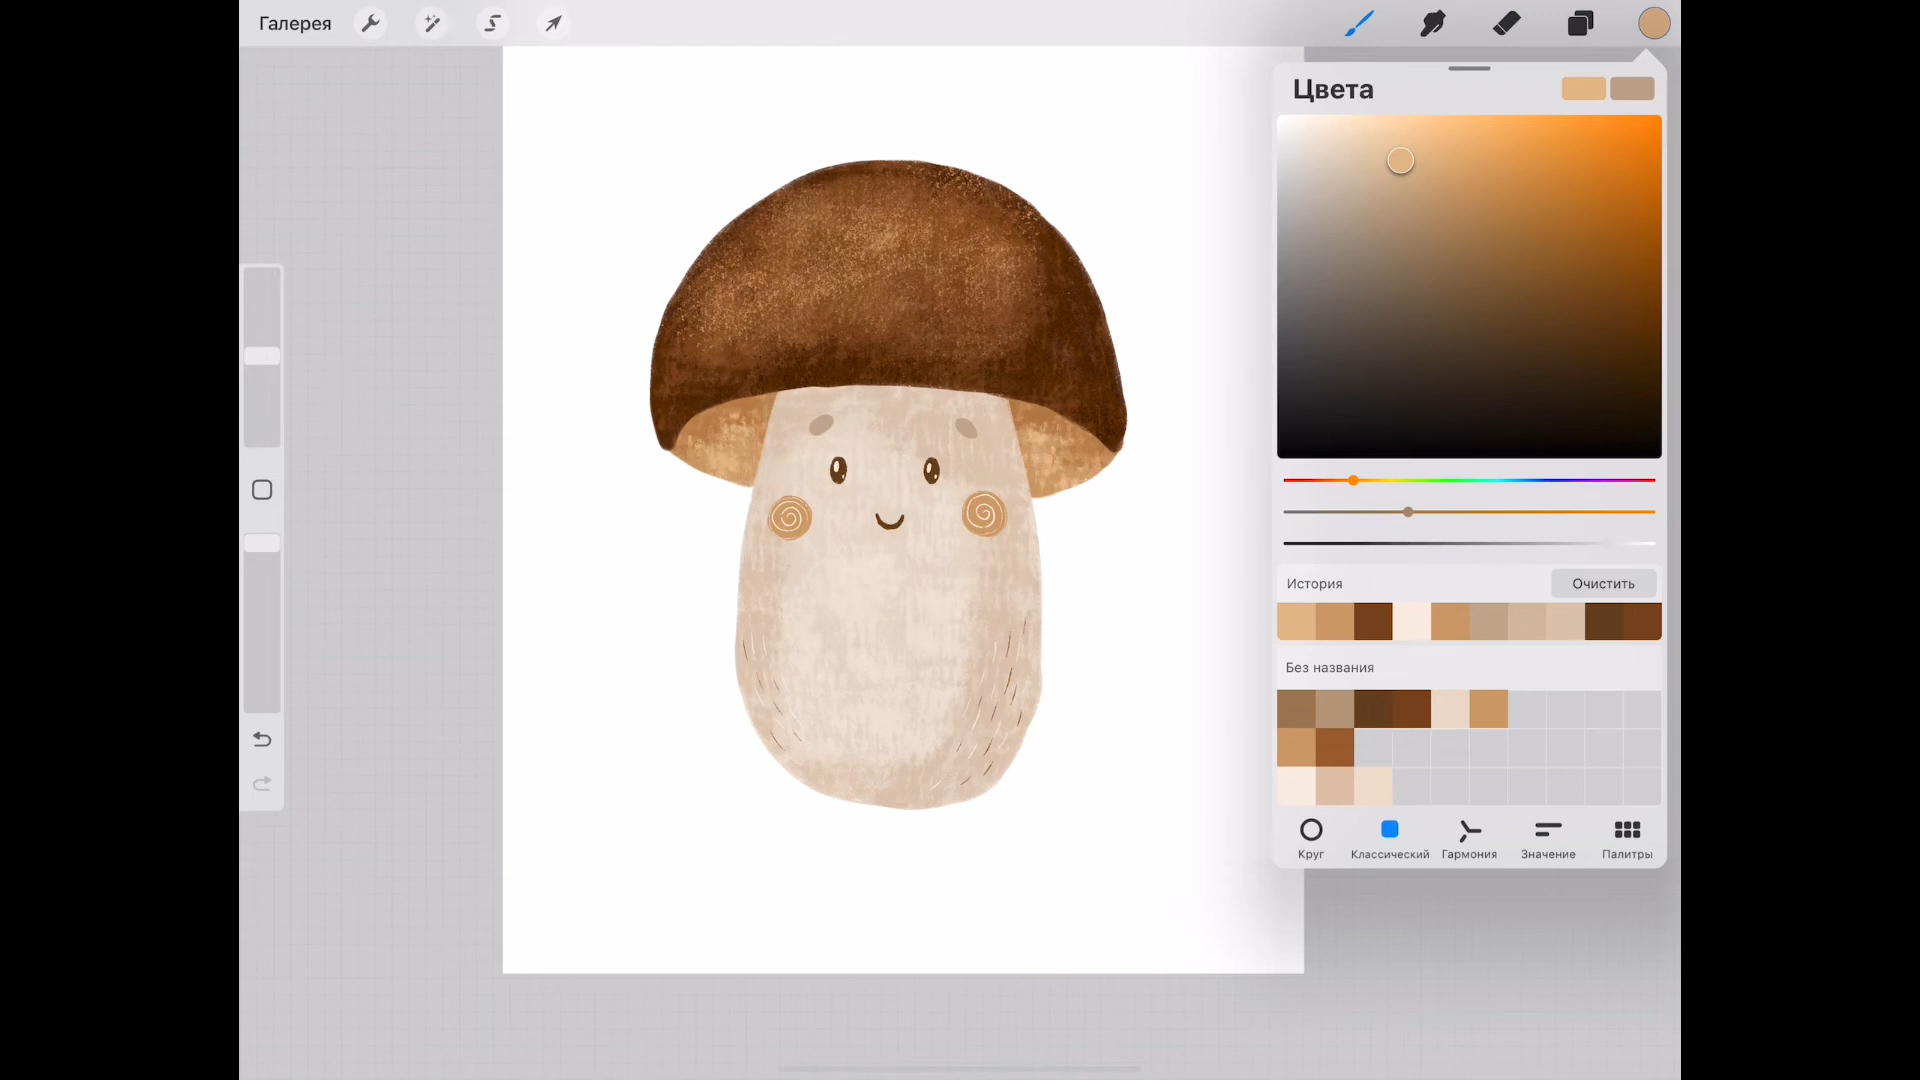 Галерея
Цвета
История
Очистить
Без названия
Круг
Классический
Гармония
Значение
Палитры